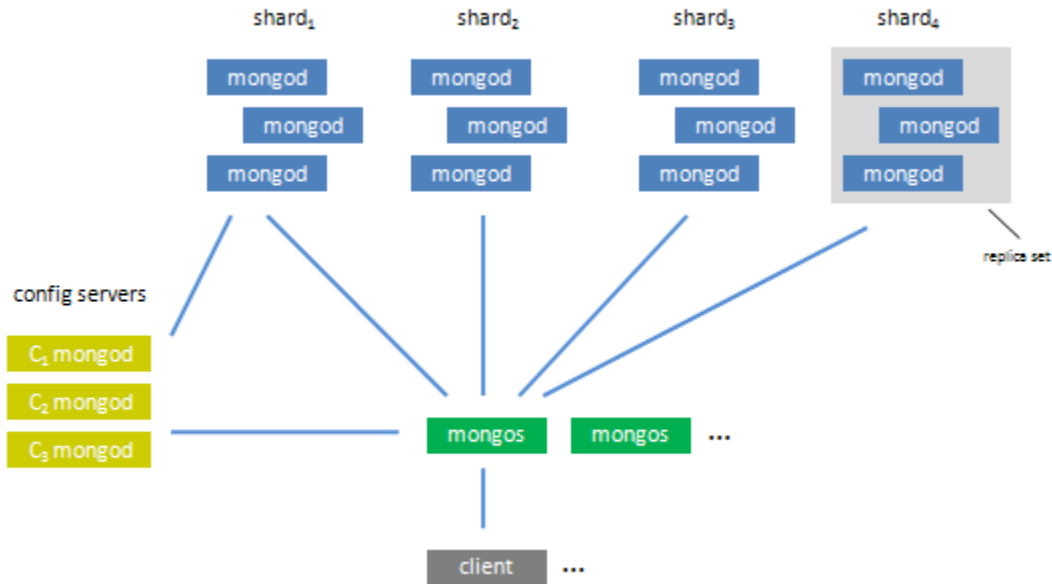 shard₁ shard₂ shard₃ shard₄
mongod mongod mongod mongod
mongod mongod mongod mongod
mongod mongod mongod mongod
replica set
config servers
C₁ mongod
C₂ mongod
C₃ mongod
mongos mongos ...
client ...